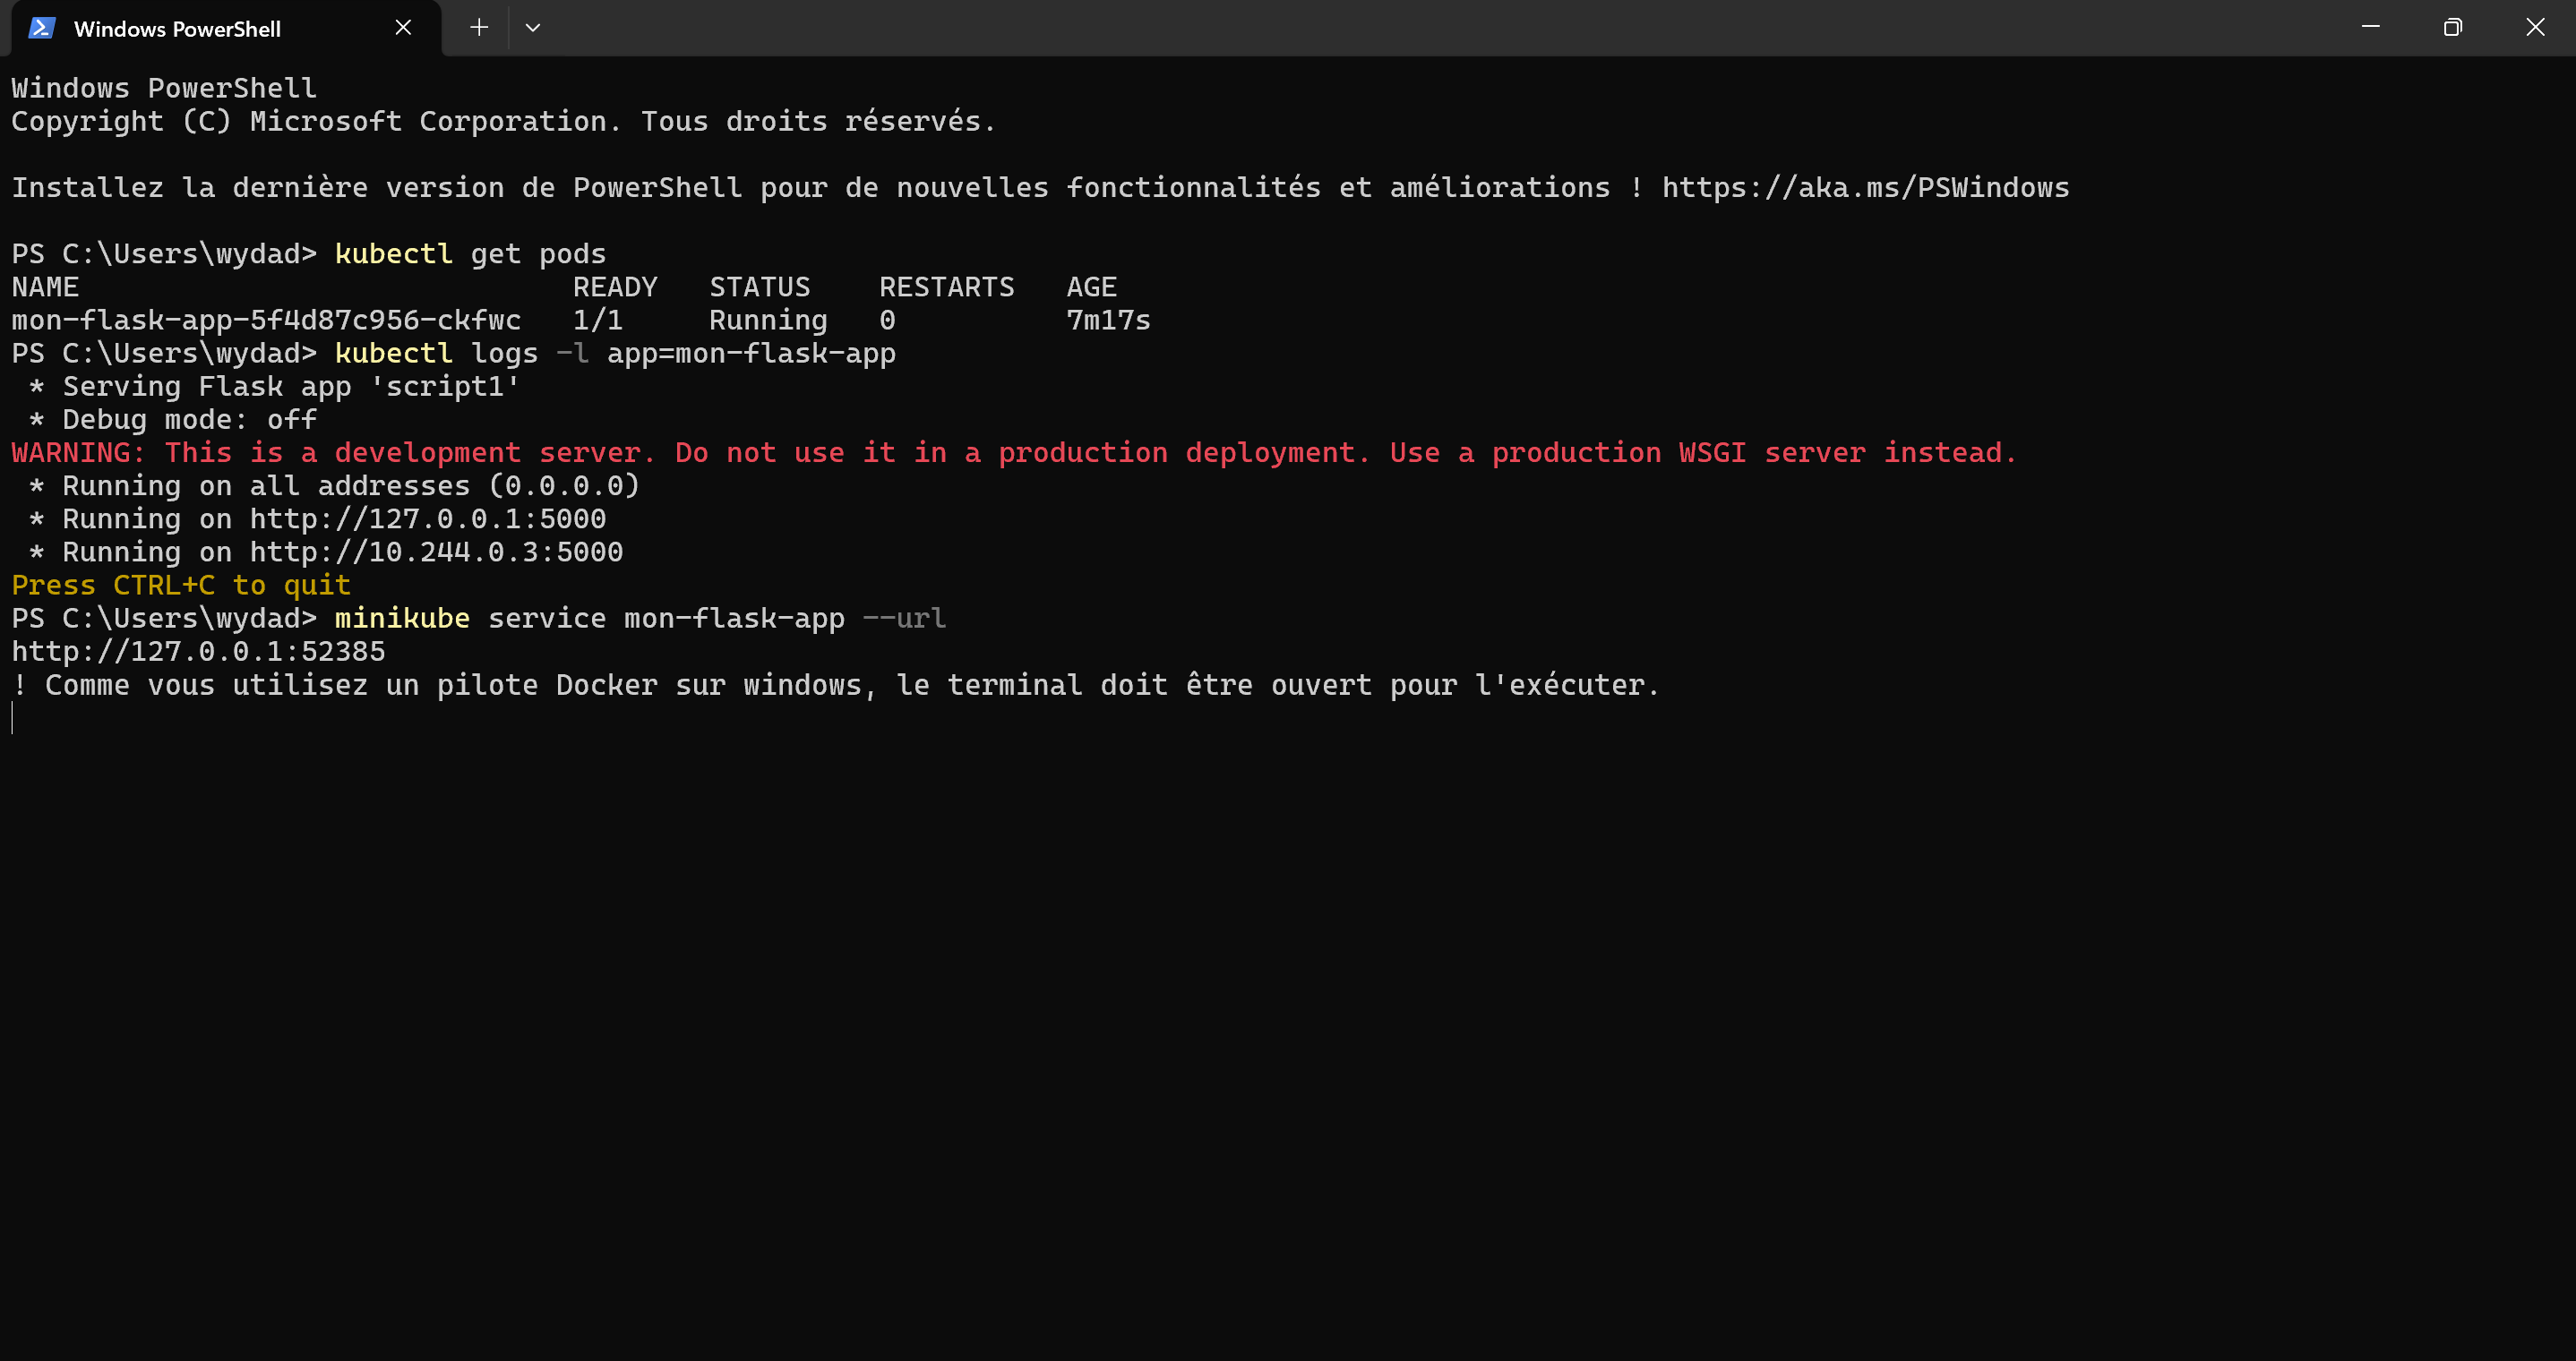 Windows PowerShell
Windows PowerShell
Copyright (C) Microsoft Corporation. Tous droits réservés.
Installez la dernière version de PowerShell pour de nouvelles fonctionnalités et améliorations ! https://aka.ms/PSWindows
PS C:\Users\wydad> kubectl get pods
NAME                             READY   STATUS    RESTARTS   AGE
mon-flask-app-5f4d87c956-ckfwc   1/1     Running   0          7m17s
PS C:\Users\wydad> kubectl logs -l app=mon-flask-app
 * Serving Flask app 'script1'
 * Debug mode: off
WARNING: This is a development server. Do not use it in a production deployment. Use a production WSGI server instead.
 * Running on all addresses (0.0.0.0)
 * Running on http://127.0.0.1:5000
 * Running on http://10.244.0.3:5000
Press CTRL+C to quit
PS C:\Users\wydad> minikube service mon-flask-app --url
http://127.0.0.1:52385
! Comme vous utilisez un pilote Docker sur windows, le terminal doit être ouvert pour l'exécuter.